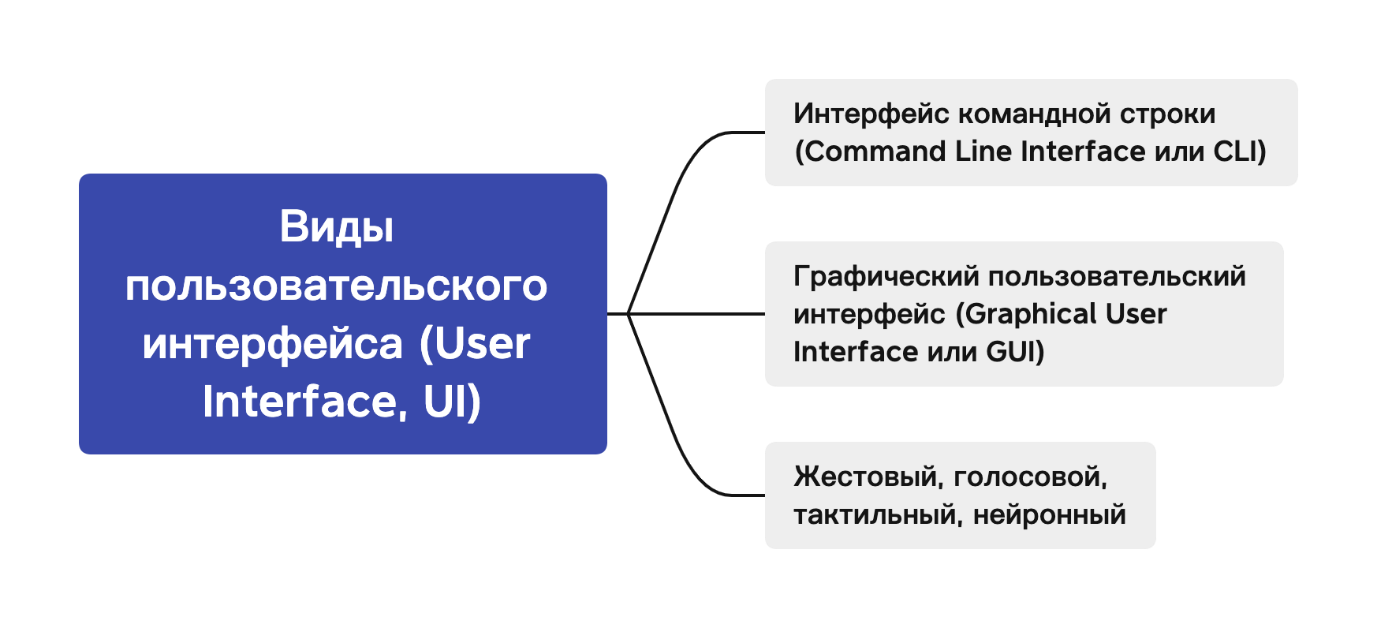 Виды
пользовательского
интерфейса (User
Interface, UI)
Интерфейс командной строки
(Command Line Interface или CLI)
Графический пользовательский
интерфейс (Graphical User
Interface или GUI)
Жестовый, голосовой,
тактильный, нейронный